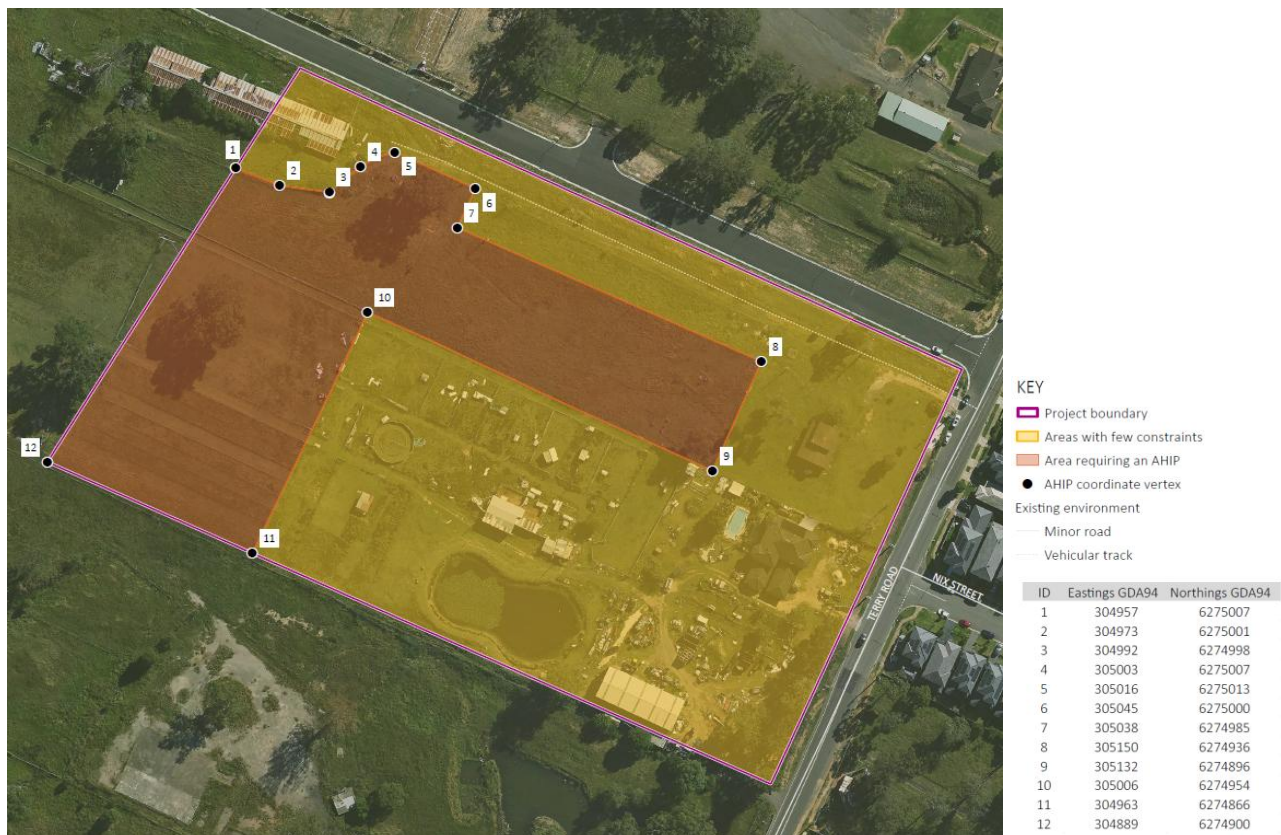 1
2
3
4
5
6
7
8
9
10
11
12
TERRY ROAD
NIX STREET
KEY
Project boundary
Areas with few constraints
Area requiring an AHIP
AHIP coordinate vertex
Existing environment
Minor road
Vehicular track
ID Eastings GDA94 Northings GDA94
1 304957 6275007
2 304973 6275001
3 304992 6274998
4 305003 6275007
5 305016 6275013
6 305045 6275000
7 305038 6274985
8 305150 6274936
9 305132 6274896
10 305006 6274954
11 304963 6274866
12 304889 6274900